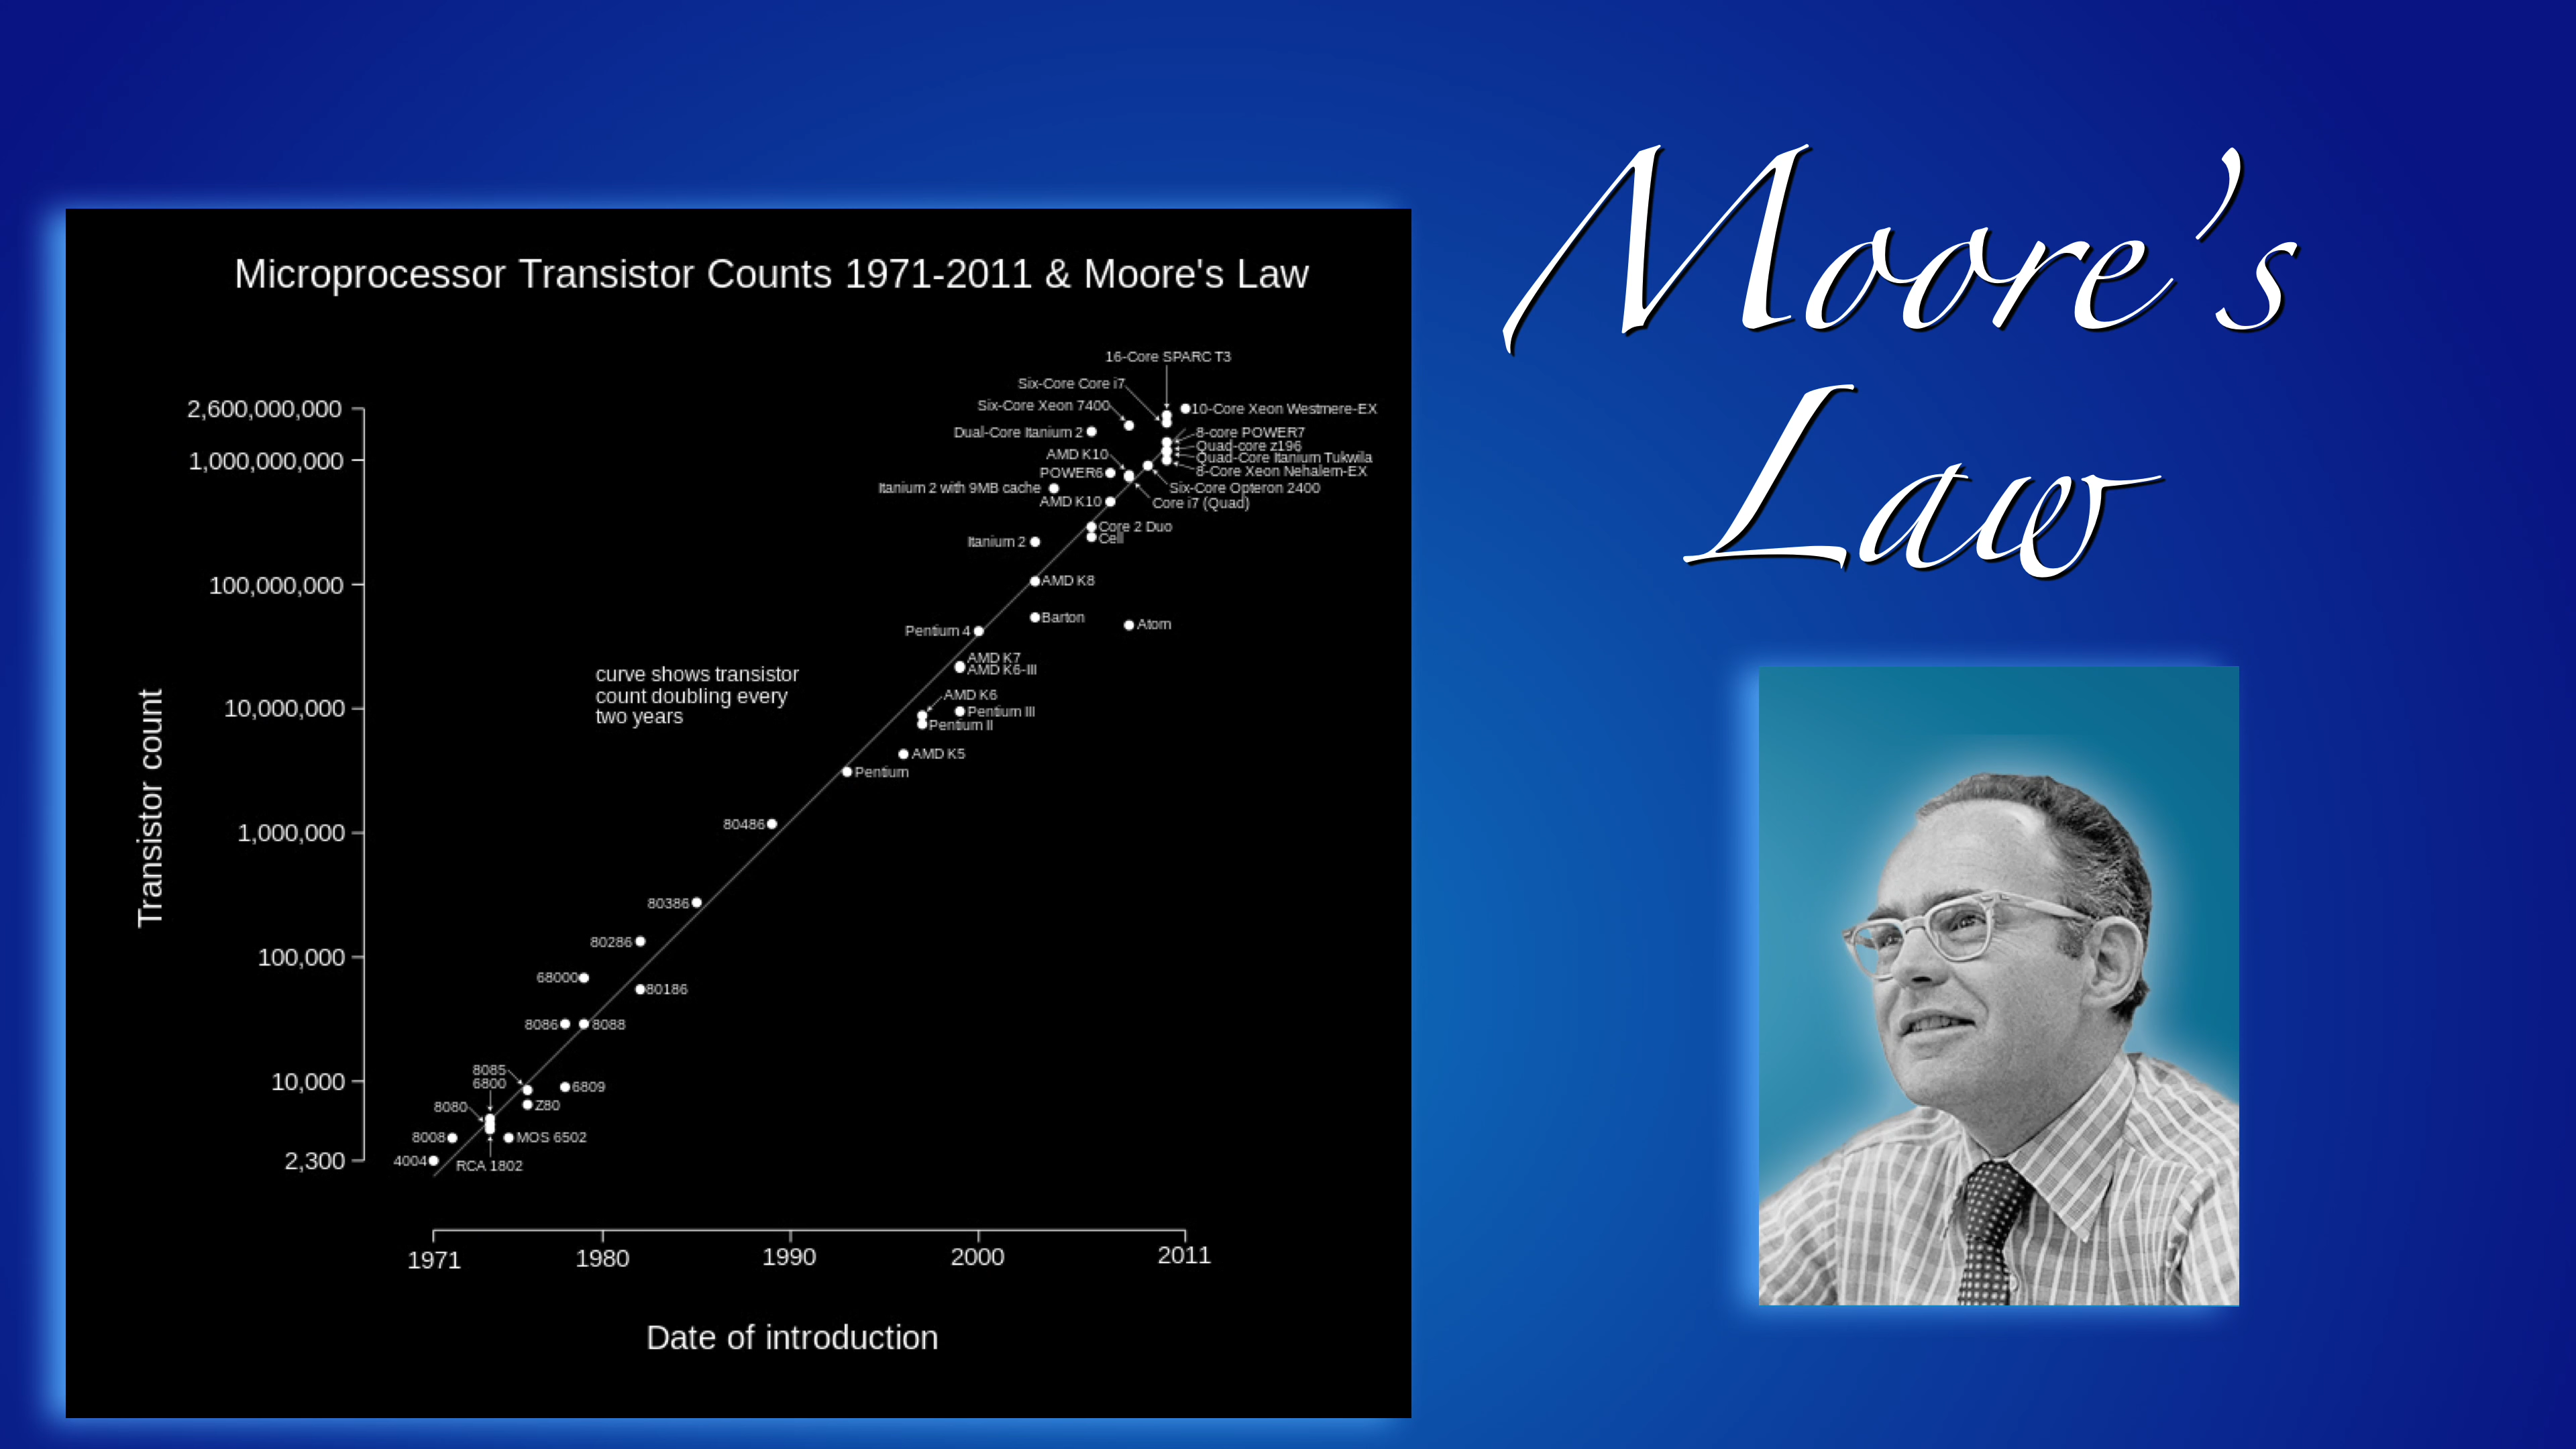 Moore's
Law
Microprocessor Transistor Counts 1971-2011 & Moore's Law
Transistor count
2,600,000,000
1,000,000,000
100,000,000
10,000,000
1,000,000
100,000
10,000
2,300
curve shows transistor
count doubling every
two years
16-Core SPARC T3
Six-Core Core i7
Six-Core Xeon 7400
10-Core Xeon Westmere-EX
Dual-Core Itanium 2
8-core POWER7
Quad-core z196
AMD K10
Quad-Core Itanium Tukwila
POWER6
8-Core Xeon Nehalem-EX
Itanium 2 with 9MB cache
Six-Core Opteron 2400
AMD K10
Core i7 (Quad)
Core 2 Duo
Cell
Itanium 2
AMD K8
Barton
Atom
Pentium 4
AMD K7
AMD K6-III
AMD K6
Pentium III
Pentium II
AMD K5
Pentium
80486
80386
80286
68000
80186
8086
8088
8085
6800
6809
8080
Z80
8008
MOS 6502
4004
RCA 1802
1971
1980
1990
2000
2011
Date of introduction